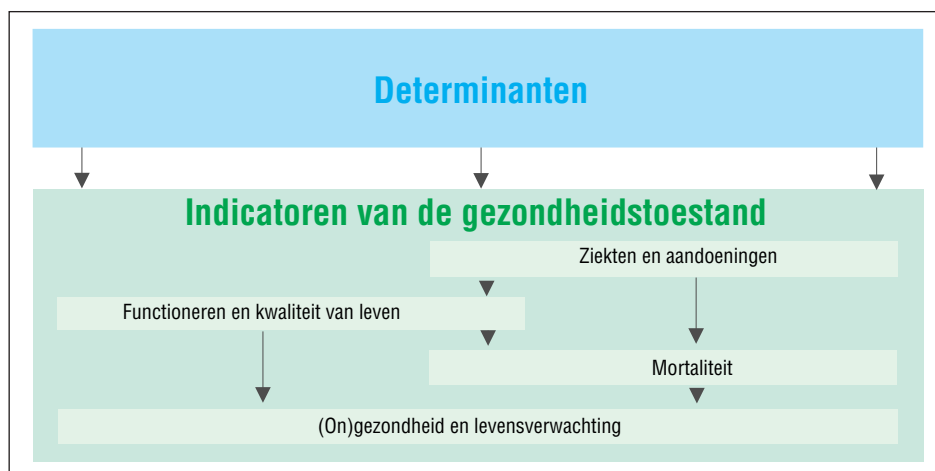 Determinanten
Indicatoren van de gezondheidstoestand
Ziekten en aandoeningen
Functioneren en kwaliteit van leven
Mortaliteit
(On)gezondheid en levensverwachting